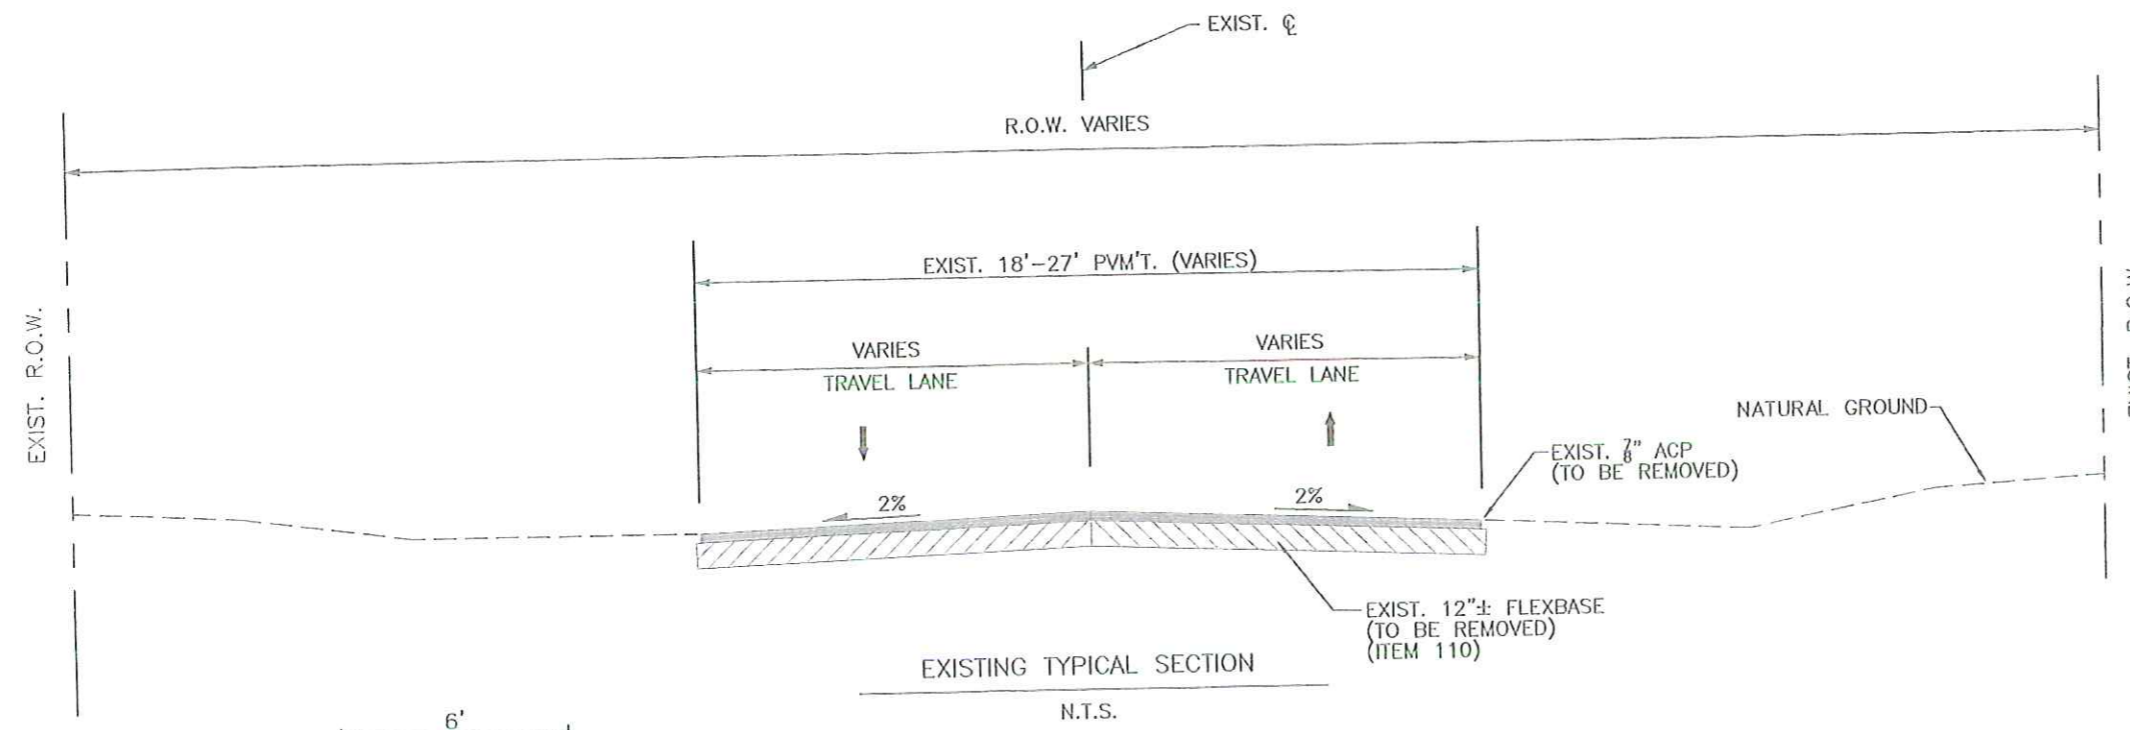 EXIST. ℄
R.O.W. VARIES
EXIST. 18'-27' PVM'T. (VARIES)
EXIST. R.O.W.
VARIES
TRAVEL LANE
VARIES
TRAVEL LANE
NATURAL GROUND
EXIST. 7/8" ACP
(TO BE REMOVED)
2%
2%
EXIST. 12"± FLEXBASE
(TO BE REMOVED)
(ITEM 110)
EXISTING TYPICAL SECTION
N.T.S.
6'